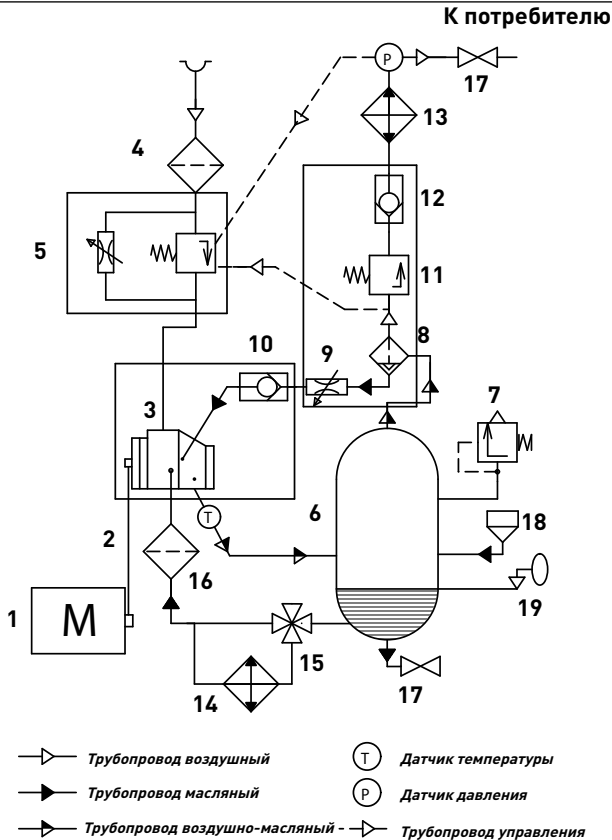 К потребителю
P
17
13
4
12
5
11
8
9
10
7
3
6
18
T
2
16
19
1
M
15
14
17
Трубопровод воздушный
T
Датчик температуры
Трубопровод масляный
P
Датчик давления
Трубопровод воздушно-масляный
Трубопровод управления